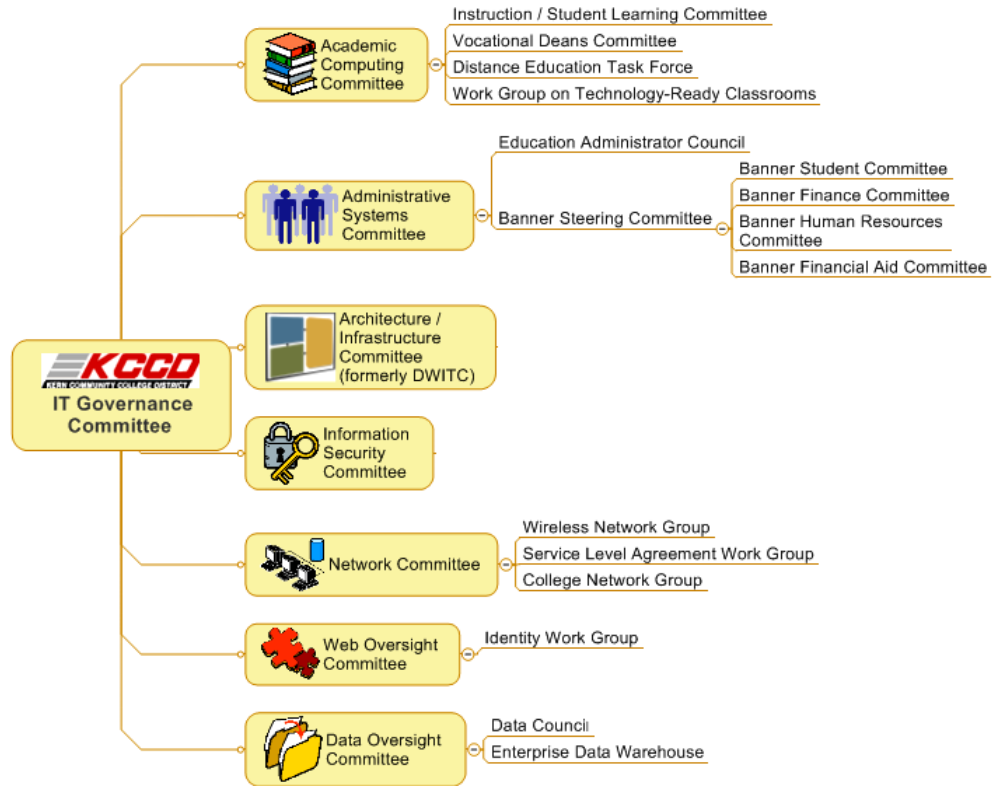 Academic
Computing
Committee
Instruction / Student Learning Committee
Vocational Deans Committee
Distance Education Task Force
Work Group on Technology-Ready Classrooms
Administrative
Systems
Committee
Education Administrator Council
Banner Steering Committee
Banner Student Committee
Banner Finance Committee
Banner Human Resources
Committee
Banner Financial Aid Committee
Architecture /
Infrastructure
Committee
(formerly DWITC)
KCCD
KERN COMMUNITY COLLEGE DISTRICT
IT Governance
Committee
Information
Security
Committee
Network Committee
Wireless Network Group
Service Level Agreement Work Group
College Network Group
Web Oversight
Committee
Identity Work Group
Data Oversight
Committee
Data Council
Enterprise Data Warehouse